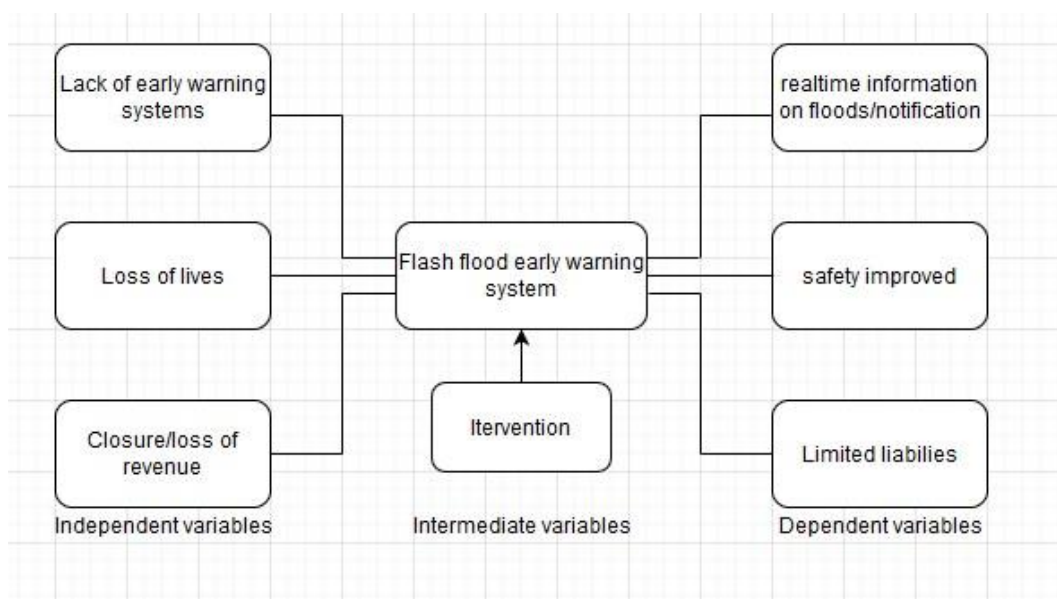 Lack of early warning
systems
realtime information
on floods/notification
Loss of lives
Flash flood early warning
system
safety improved
Closure/loss of
revenue
Itervention
Limited liabilies
Independent variables
Intermediate variables
Dependent variables